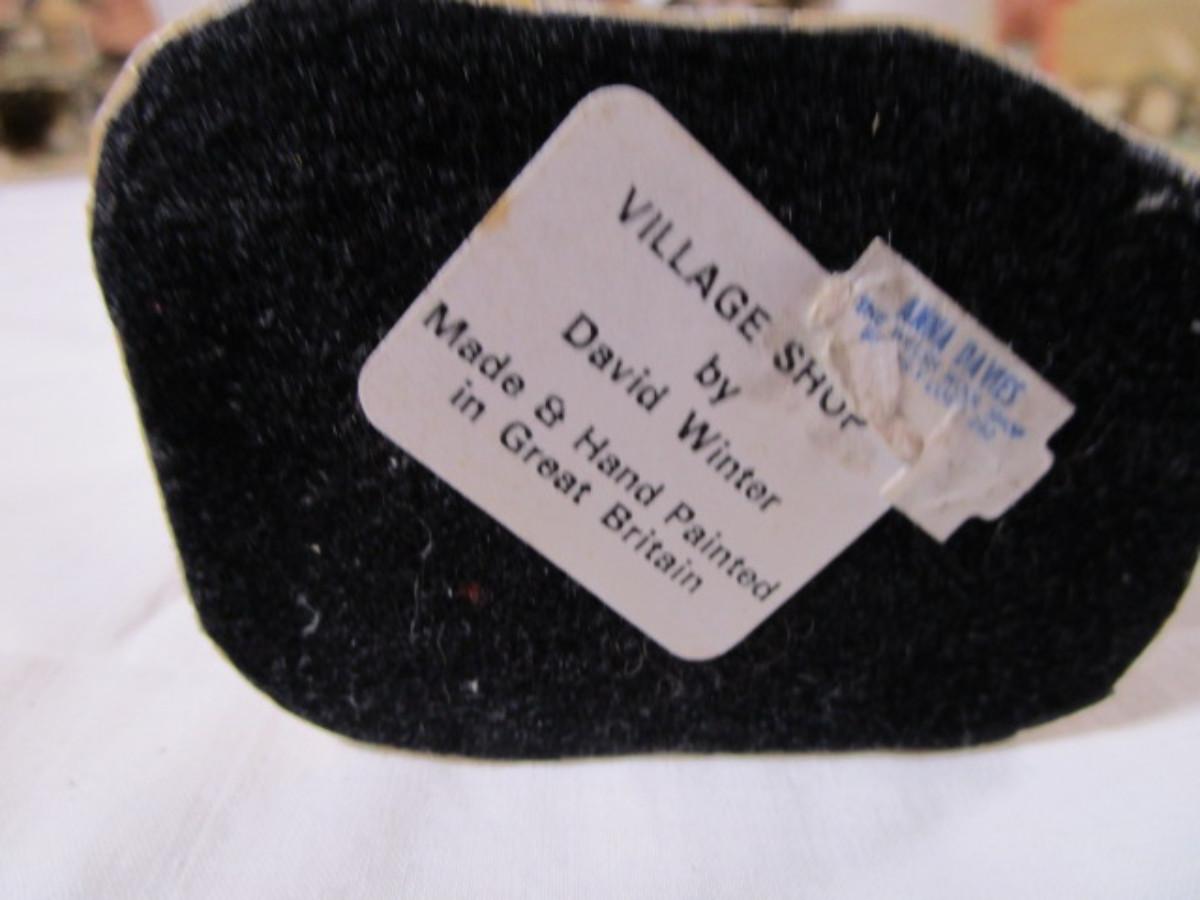 VILLAGE SHOP
by
David Winter
Made & Hand Painted
in Great Britain
ANNA DAVIES